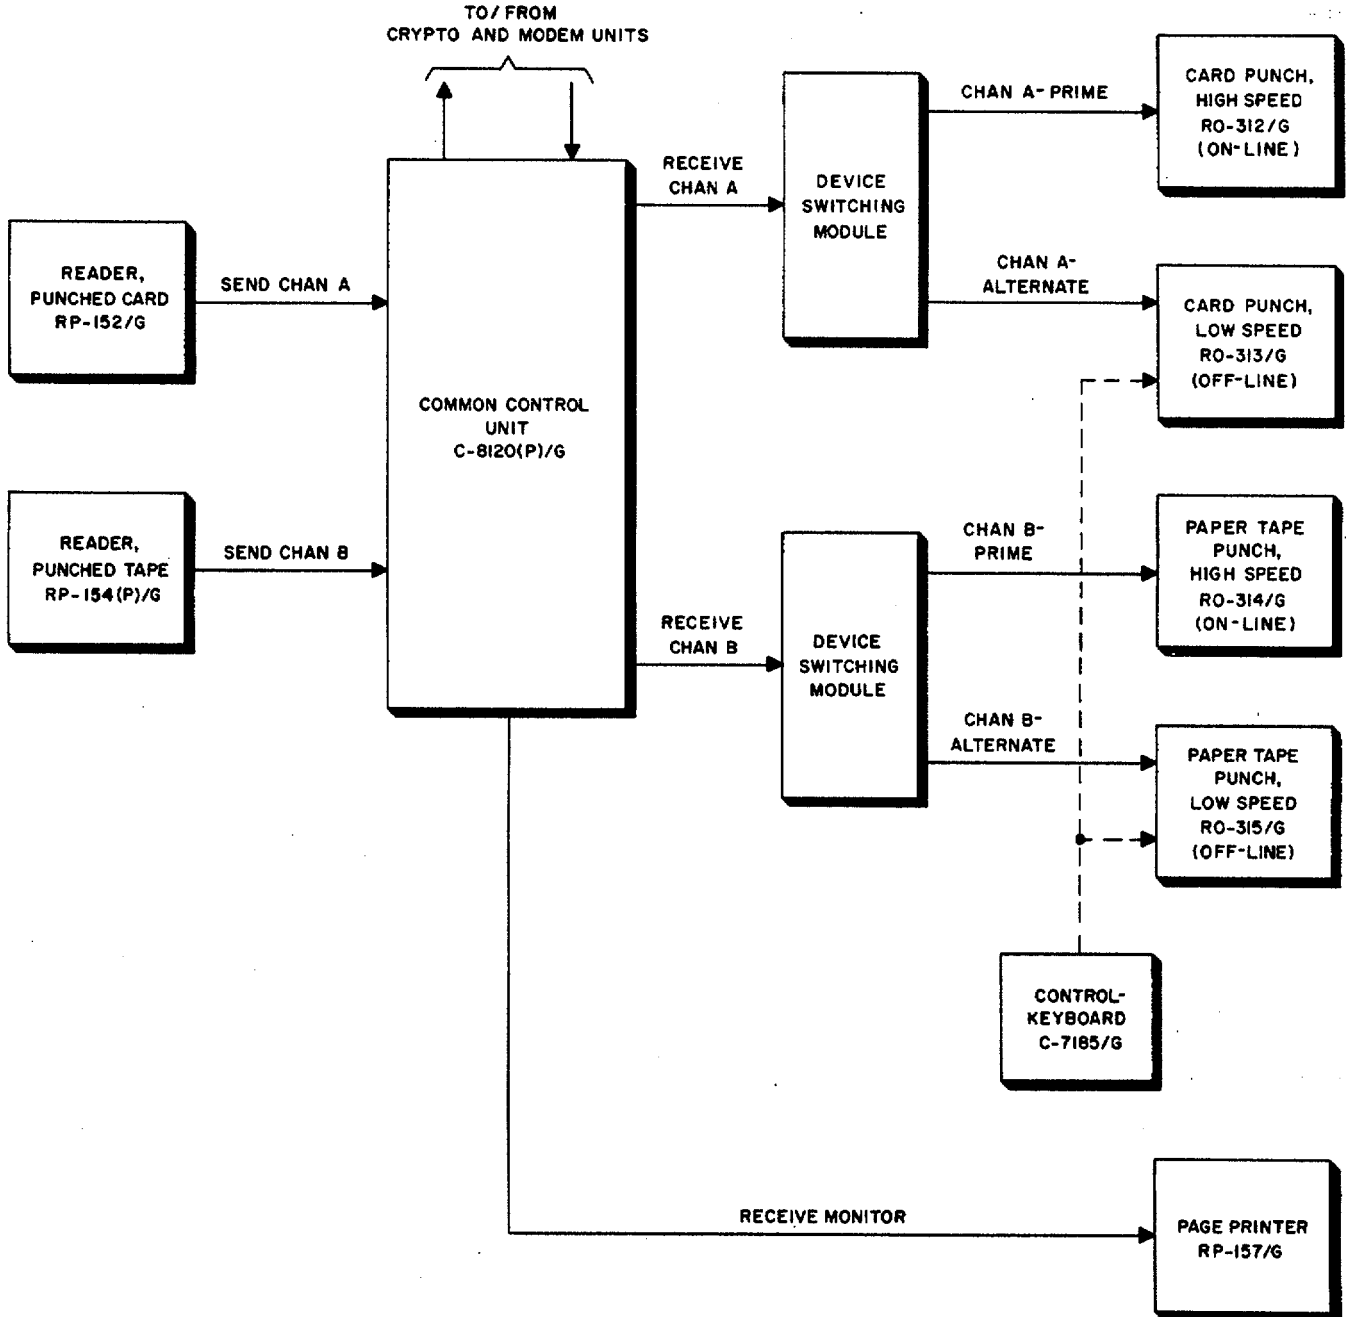 TO/FROM
CRYPTO AND MODEM UNITS
READER,
PUNCHED CARD
RP-152/G
SEND CHAN A
READER,
PUNCHED TAPE
RP-154(P)/G
SEND CHAN B
COMMON CONTROL
UNIT
C-8120(P)/G
RECEIVE
CHAN A
DEVICE
SWITCHING
MODULE
CHAN A-PRIME
CARD PUNCH,
HIGH SPEED
RO-312/G
(ON-LINE)
CHAN A-
ALTERNATE
CARD PUNCH,
LOW SPEED
RO-313/G
(OFF-LINE)
RECEIVE
CHAN B
DEVICE
SWITCHING
MODULE
CHAN B-
PRIME
PAPER TAPE
PUNCH,
HIGH SPEED
RO-314/G
(ON-LINE)
CHAN B-
ALTERNATE
PAPER TAPE
PUNCH,
LOW SPEED
RO-315/G
(OFF-LINE)
CONTROL-
KEYBOARD
C-7185/G
RECEIVE MONITOR
PAGE PRINTER
RP-157/G